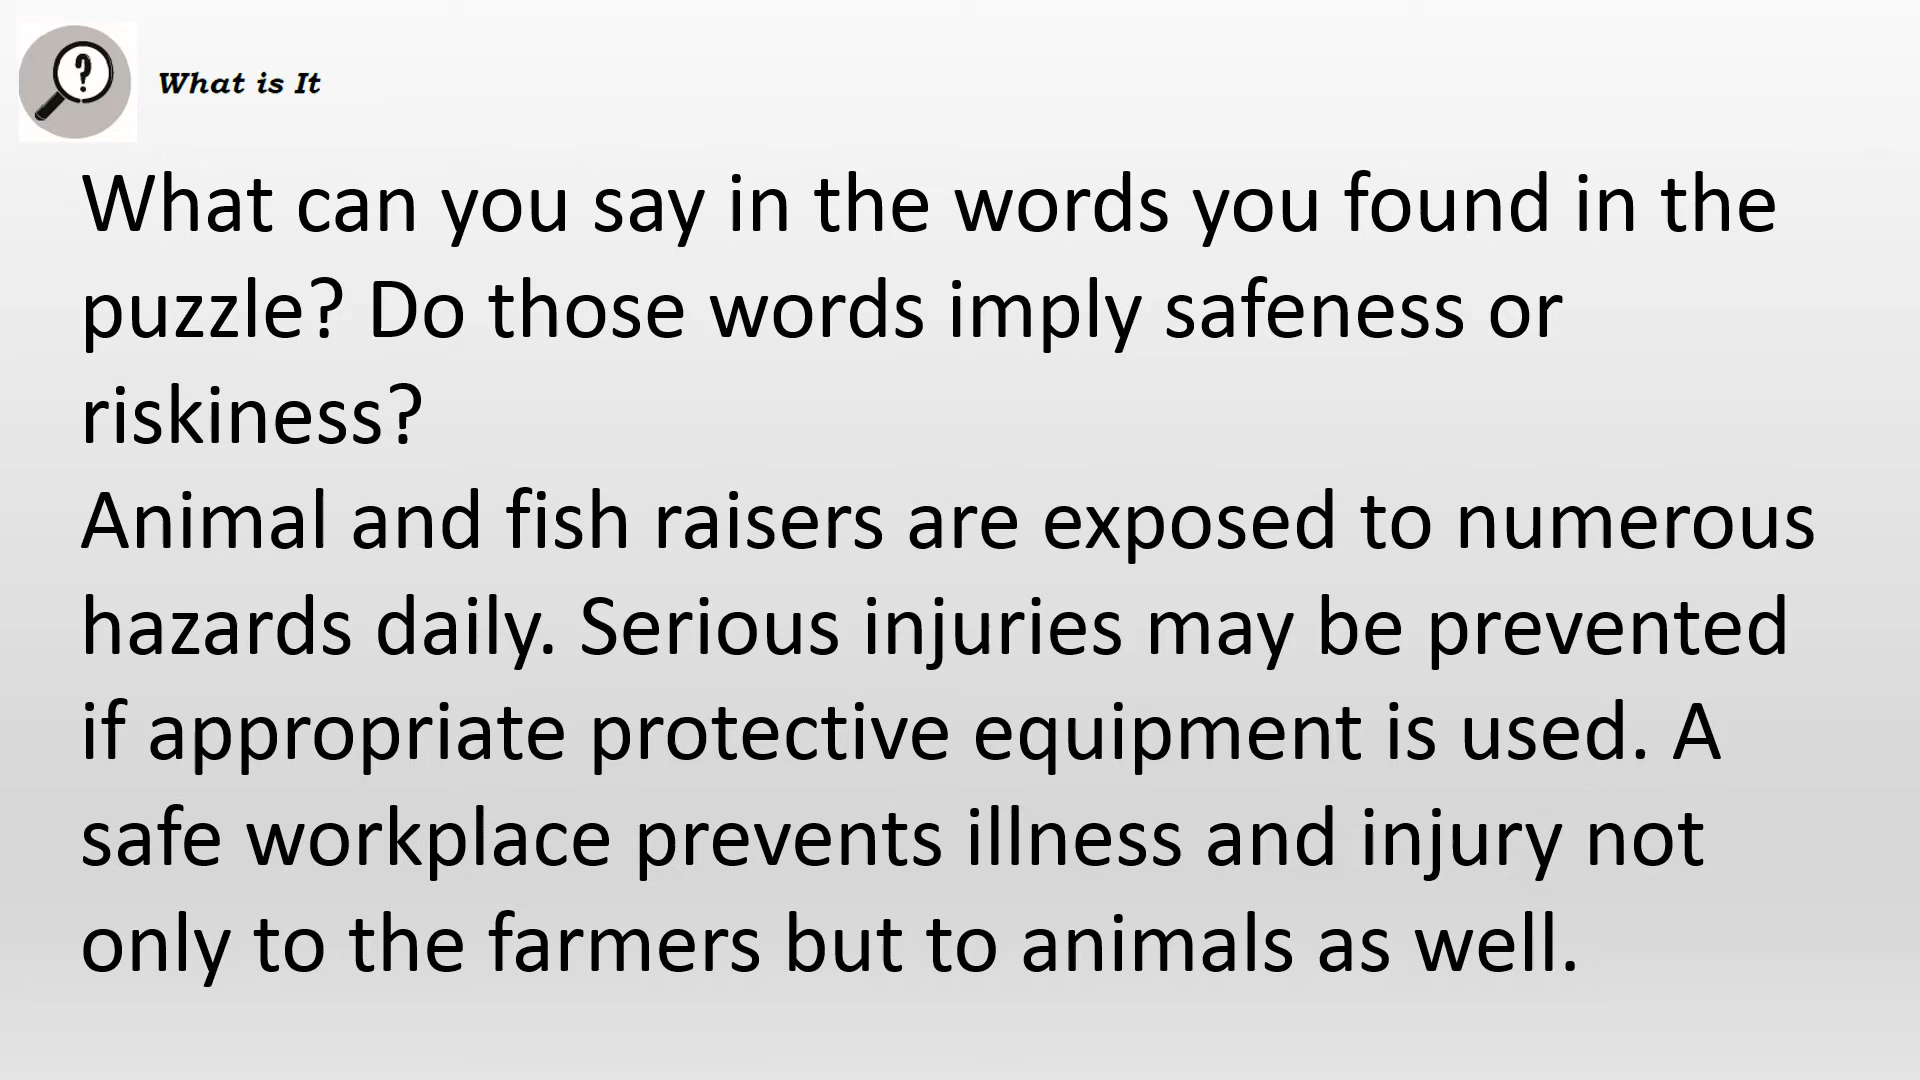 ?
What is It
What can you say in the words you found in the
puzzle? Do those words imply safeness or
riskiness?
Animal and fish raisers are exposed to numerous
hazards daily. Serious injuries may be prevented
if appropriate protective equipment is used. A
safe workplace prevents illness and injury not
only to the farmers but to animals as well.